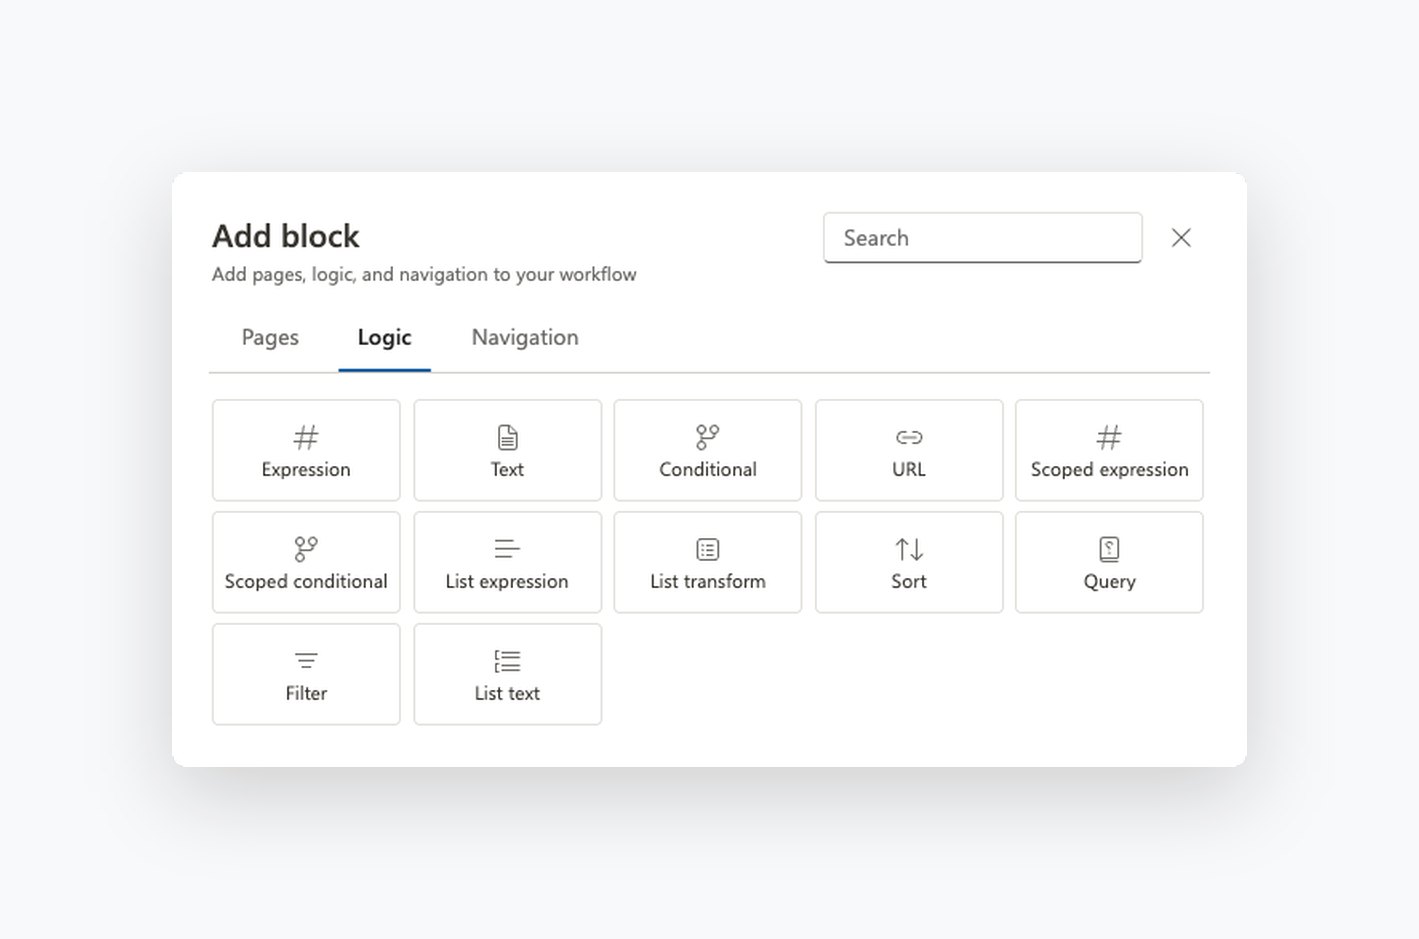 Add block
Search
Add pages, logic, and navigation to your workflow
Pages
Logic
Navigation
Expression
Text
Conditional
URL
Scoped expression
Scoped conditional
List expression
List transform
Sort
Query
Filter
List text